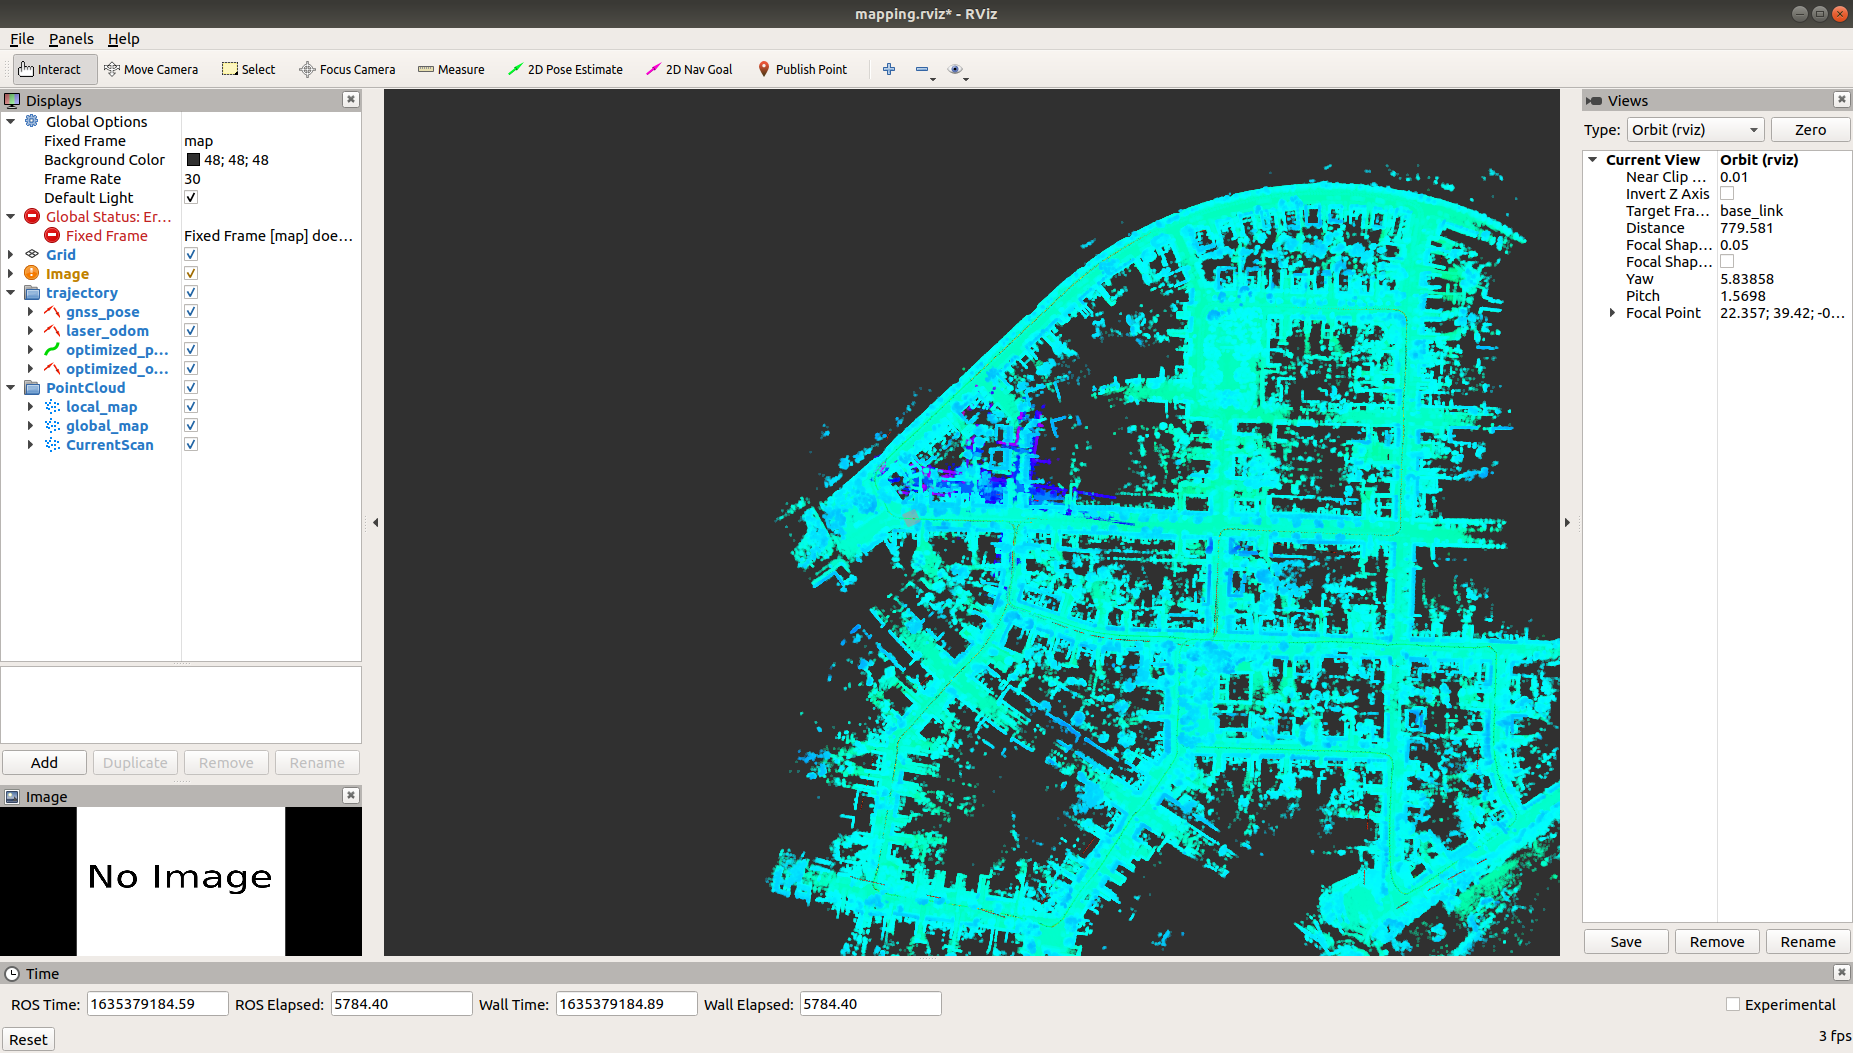 mapping.rviz* - RViz
File Panels Help
Interact Move Camera Select Focus Camera Measure 2D Pose Estimate 2D Nav Goal Publish Point
Displays
Global Options
Fixed Frame map
Background Color 48; 48; 48
Frame Rate 30
Default Light
Global Status: Er...
Fixed Frame Fixed Frame [map] doe...
Grid
Image
trajectory
gnss_pose
laser_odom
optimized_p...
optimized_o...
PointCloud
local_map
global_map
CurrentScan
Add Duplicate Remove Rename
Image
No Image
Views
Type: Orbit (rviz) Zero
Current View Orbit (rviz)
Near Clip ... 0.01
Invert Z Axis
Target Fra... base_link
Distance 779.581
Focal Shap... 0.05
Focal Shap...
Yaw 5.83858
Pitch 1.5698
Focal Point 22.357; 39.42; -0...
Save Remove Rename
Time
ROS Time: 1635379184.59 ROS Elapsed: 5784.40 Wall Time: 1635379184.89 Wall Elapsed: 5784.40 Experimental
Reset 3 fps